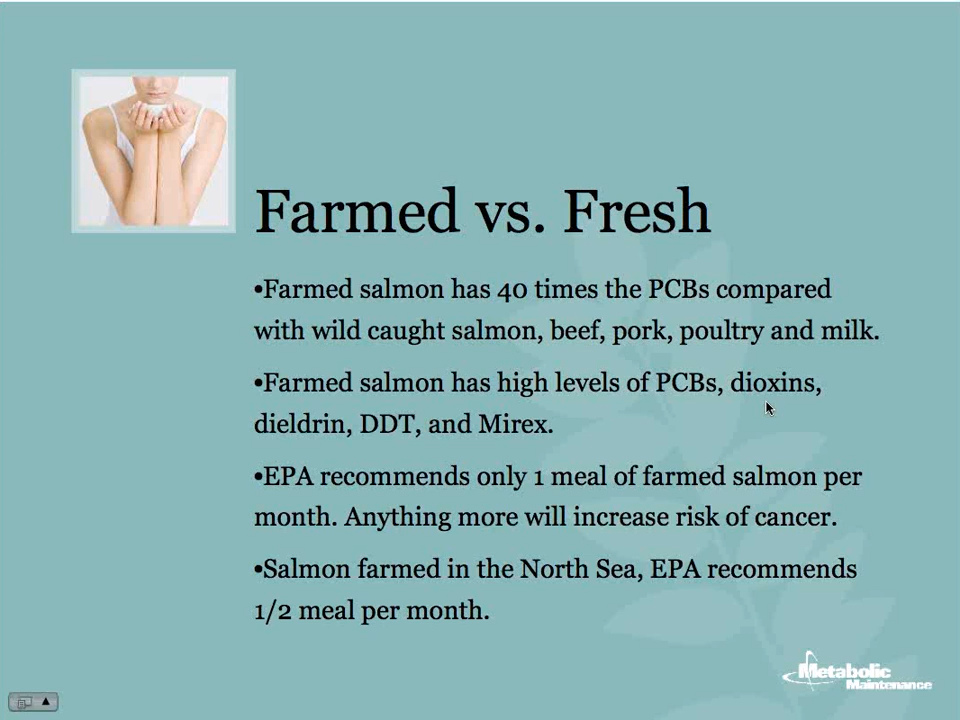 Farmed vs. Fresh
•Farmed salmon has 40 times the PCBs compared
with wild caught salmon, beef, pork, poultry and milk.
•Farmed salmon has high levels of PCBs, dioxins,
dieldrin, DDT, and Mirex.
•EPA recommends only 1 meal of farmed salmon per
month. Anything more will increase risk of cancer.
•Salmon farmed in the North Sea, EPA recommends
1/2 meal per month.
Metabolic
Maintenance